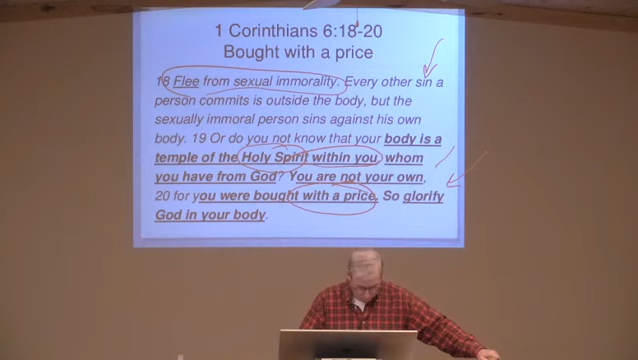 1 Corinthians 6:18-20
Bought with a price
18 Flee from sexual immorality. Every other sin a
person commits is outside the body, but the
sexually immoral person sins against his own
body. 19 Or do you not know that your body is a
temple of the Holy Spirit within you, whom
you have from God? You are not your own,
20 for you were bought with a price. So glorify
God in your body.